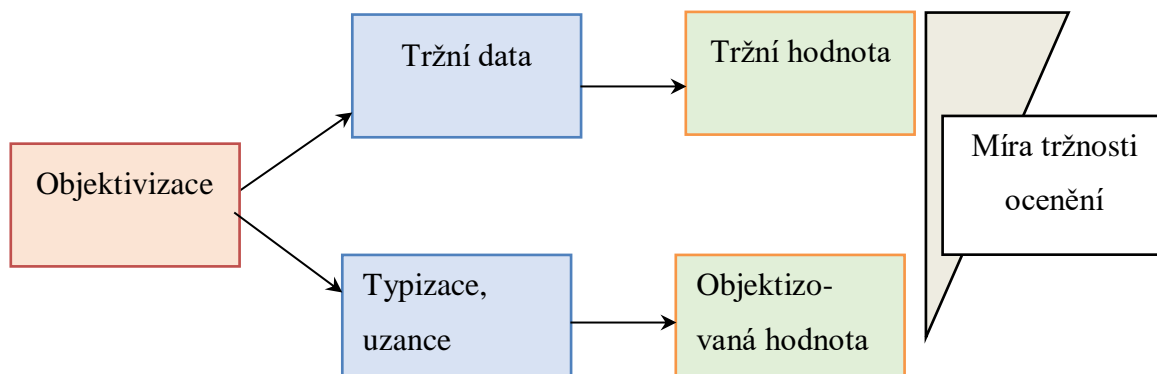 Objektivizace
Tržní data
Tržní hodnota
Míra tržnosti
ocenění
Typizace,
uzance
Objektizo-
vaná hodnota